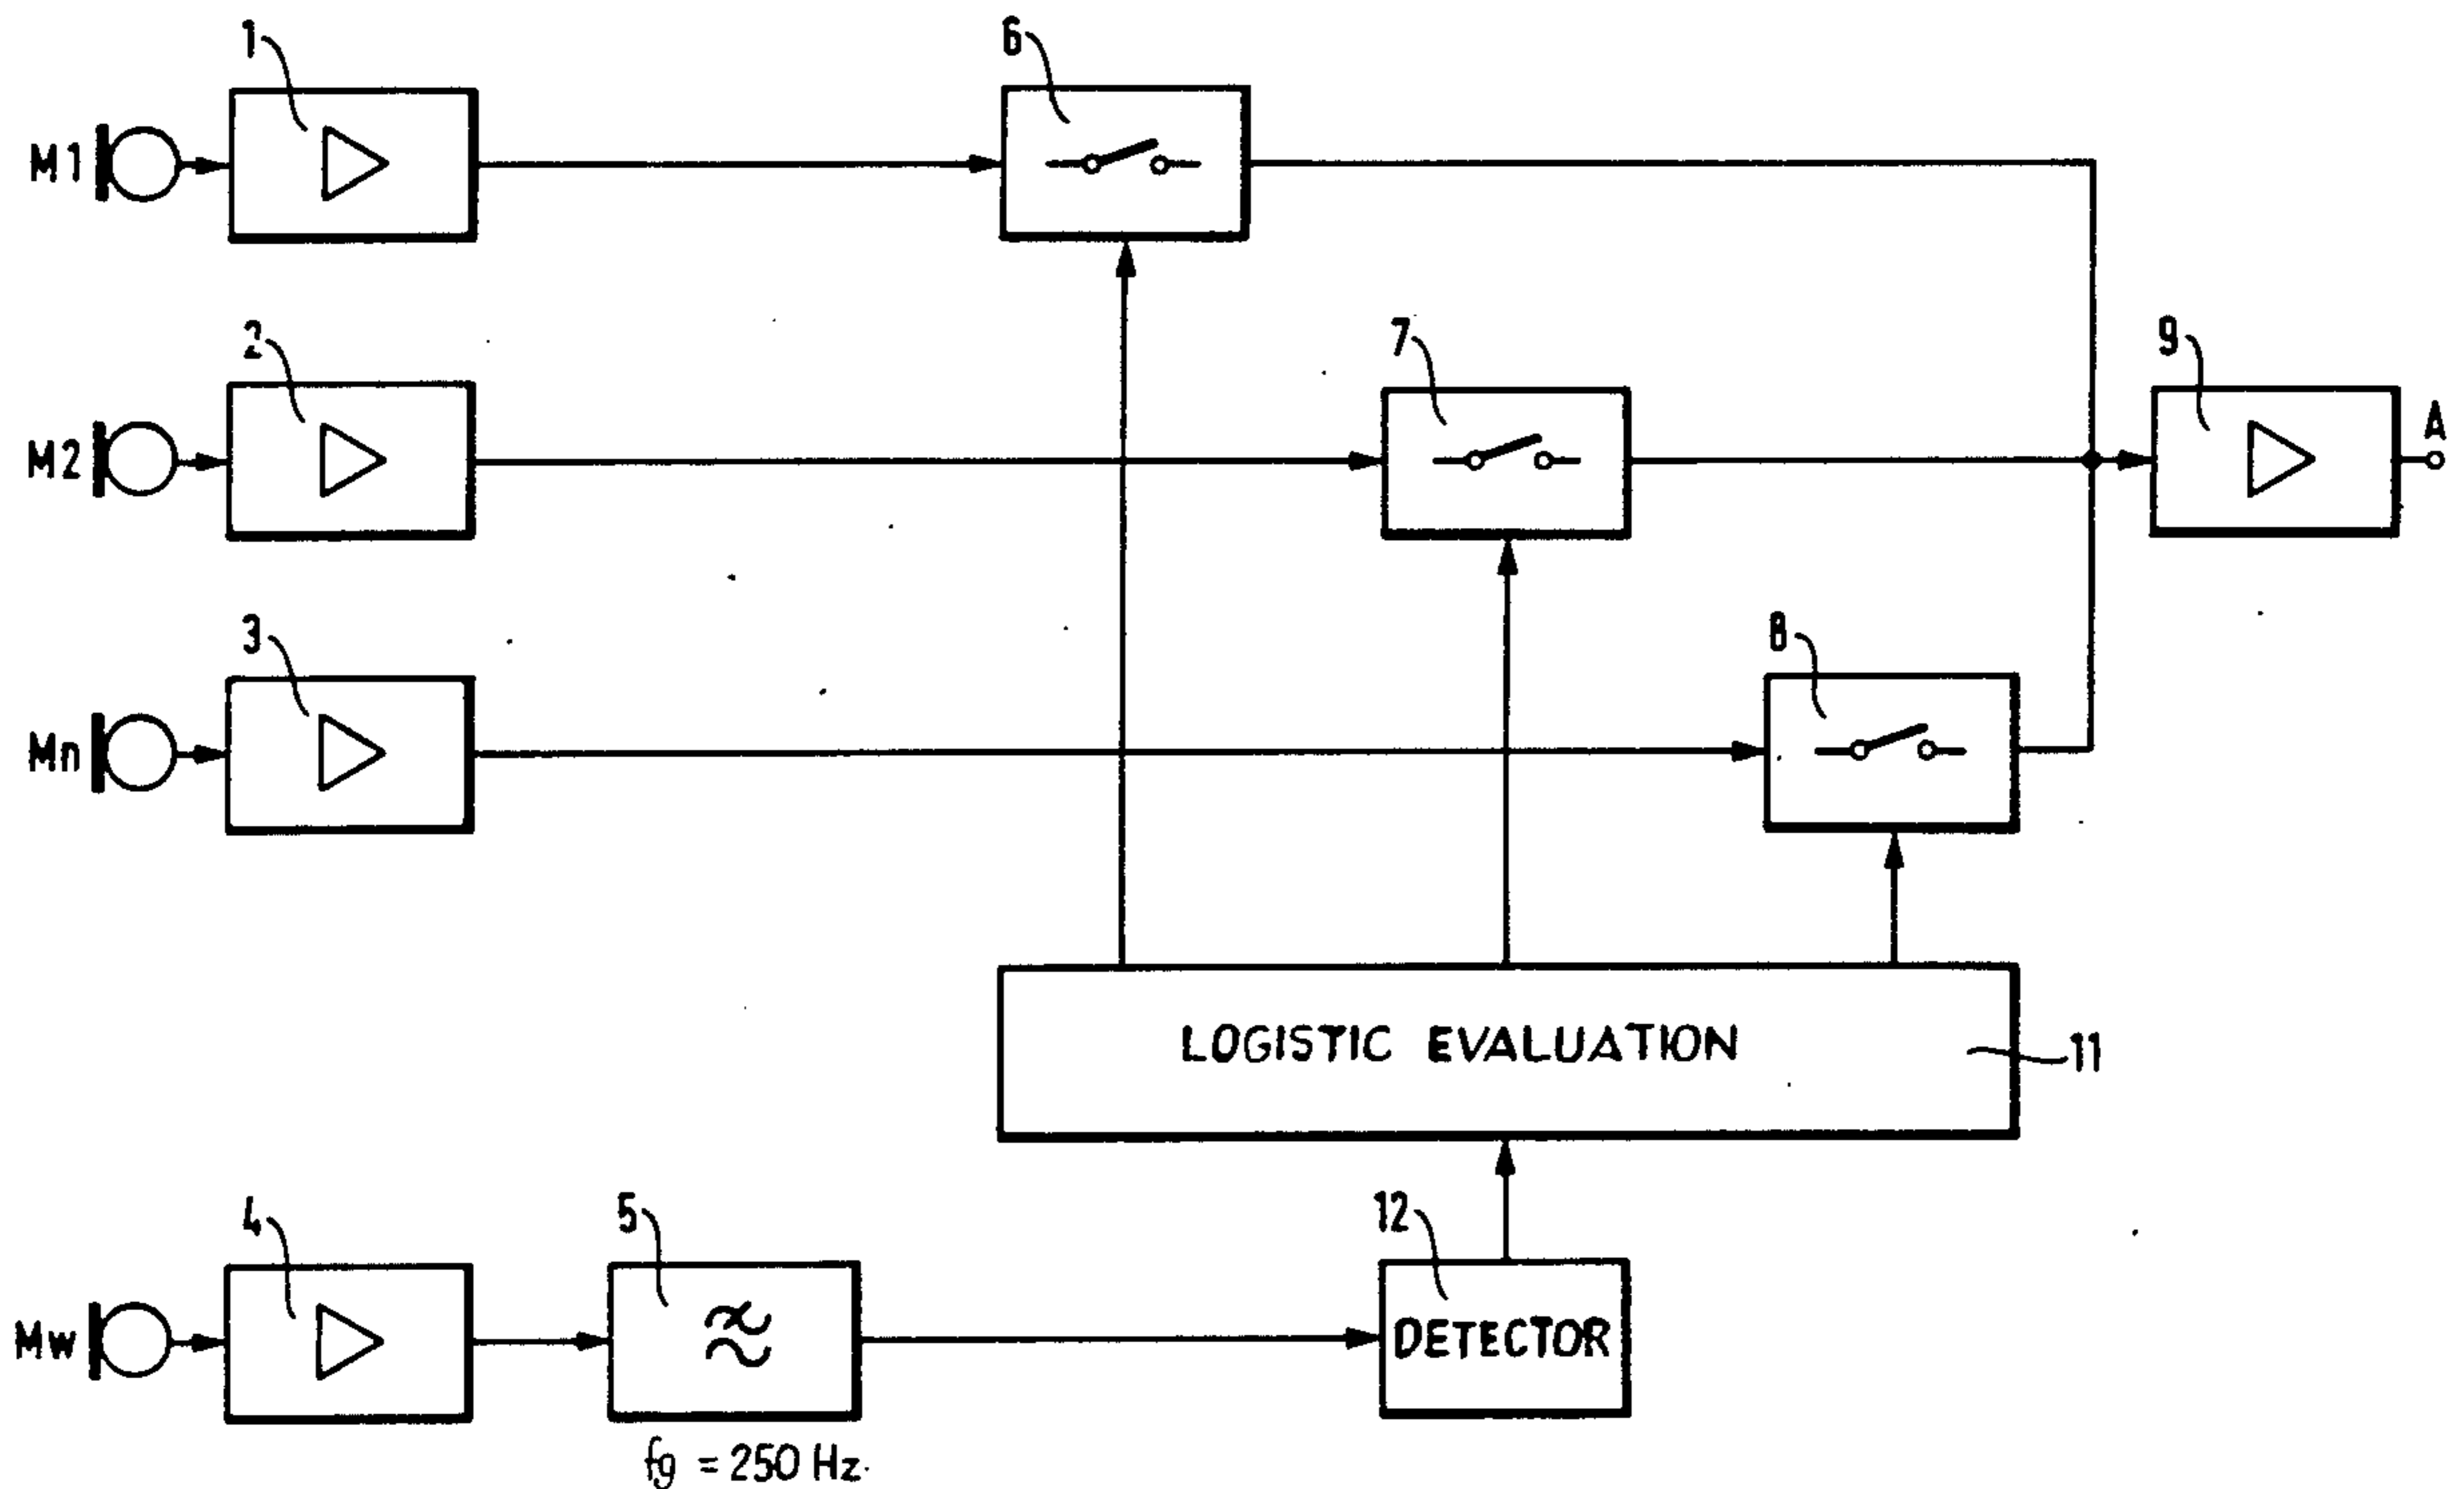 1
6
M1
2
7
9
A
M2
3
8
Mn
LOGISTIC EVALUATION
11
4
5
12
Mw
DETECTOR
fg = 250 Hz